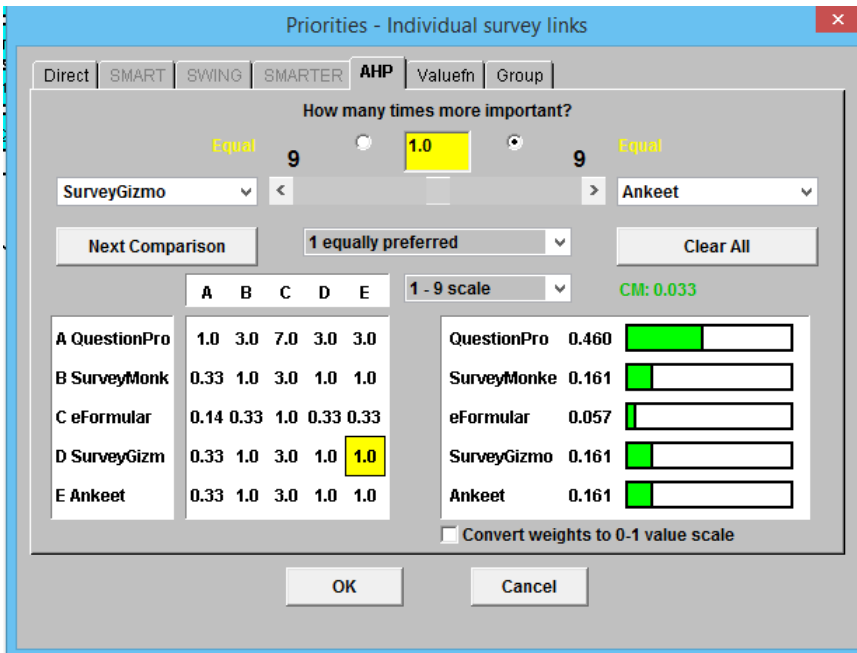 Priorities - Individual survey links
Direct SMART SWING SMARTER AHP Valuefn Group
How many times more important?
Equal 9 1.0 9 Equal
SurveyGizmo Ankeet
Next Comparison 1 equally preferred Clear All
A B C D E 1 - 9 scale CM: 0.033
A QuestionPro 1.0 3.0 7.0 3.0 3.0 QuestionPro 0.460
B SurveyMonk 0.33 1.0 3.0 1.0 1.0 SurveyMonke 0.161
C eFormular 0.14 0.33 1.0 0.33 0.33 eFormular 0.057
D SurveyGizm 0.33 1.0 3.0 1.0 1.0 SurveyGizmo 0.161
E Ankeet 0.33 1.0 3.0 1.0 1.0 Ankeet 0.161
Convert weights to 0-1 value scale
OK Cancel